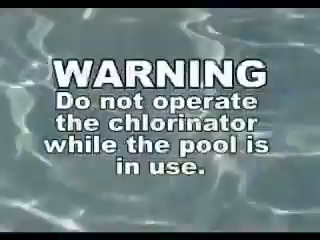 WARNING
Do not operate
the chlorinator
while the pool is
in use.